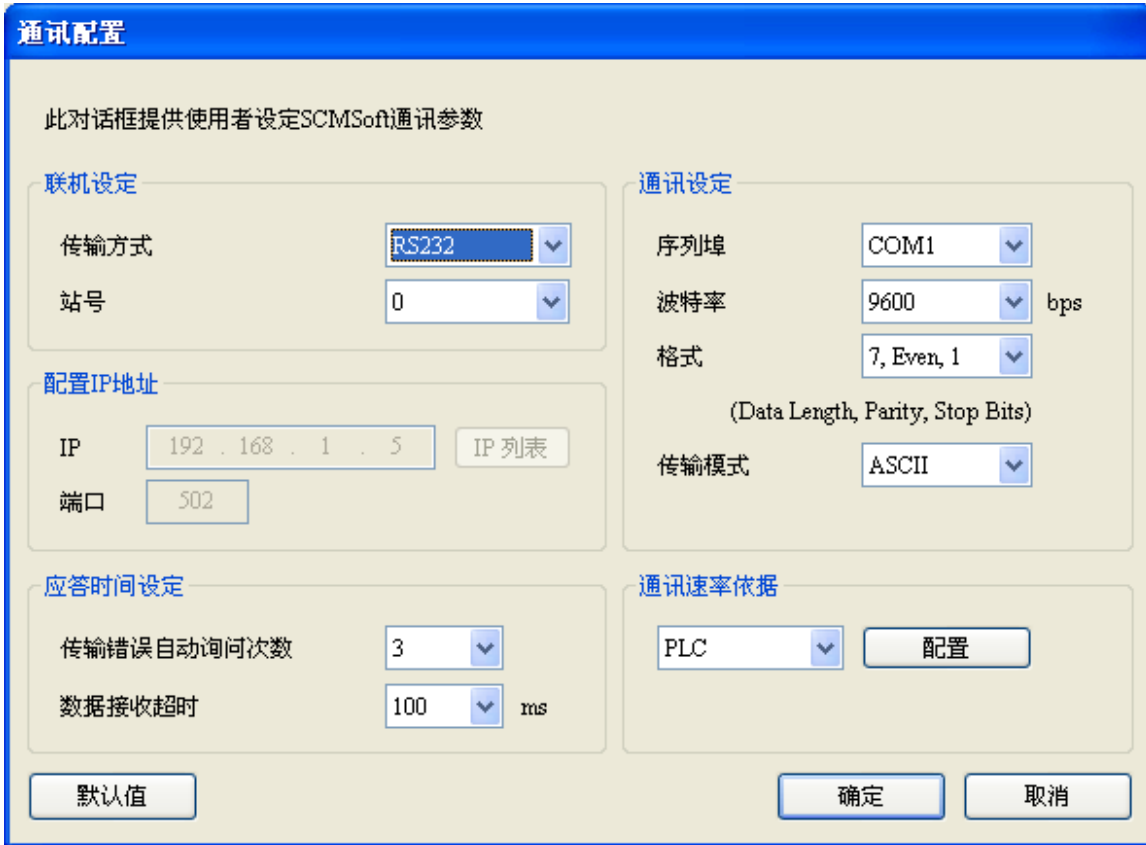 通讯配置
此对话框提供使用者设定SCMSoft通讯参数
联机设定
传输方式 RS232
站号 0
配置IP地址
IP 192 . 168 . 1 . 5 IP 列表
端口 502
应答时间设定
传输错误自动询问次数 3
数据接收超时 100 ms
通讯设定
序列埠 COM1
波特率 9600 bps
格式 7, Even, 1
(Data Length, Parity, Stop Bits)
传输模式 ASCII
通讯速率依据
PLC 配置
默认值 确定 取消